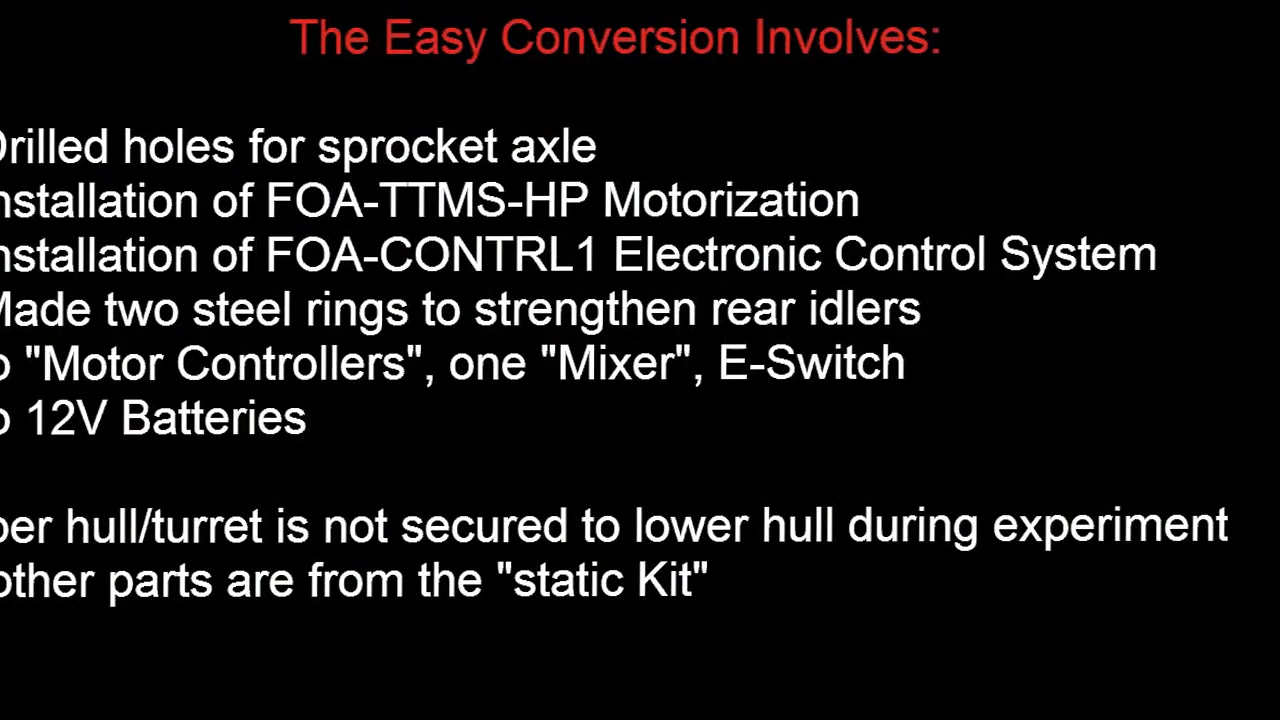 The Easy Conversion Involves:
Drilled holes for sprocket axle
nstallation of FOA-TTMS-HP Motorization
nstallation of FOA-CONTRL1 Electronic Control System
Made two steel rings to strengthen rear idlers
o "Motor Controllers", one "Mixer", E-Switch
o 12V Batteries
per hull/turret is not secured to lower hull during experiment
other parts are from the "static Kit"